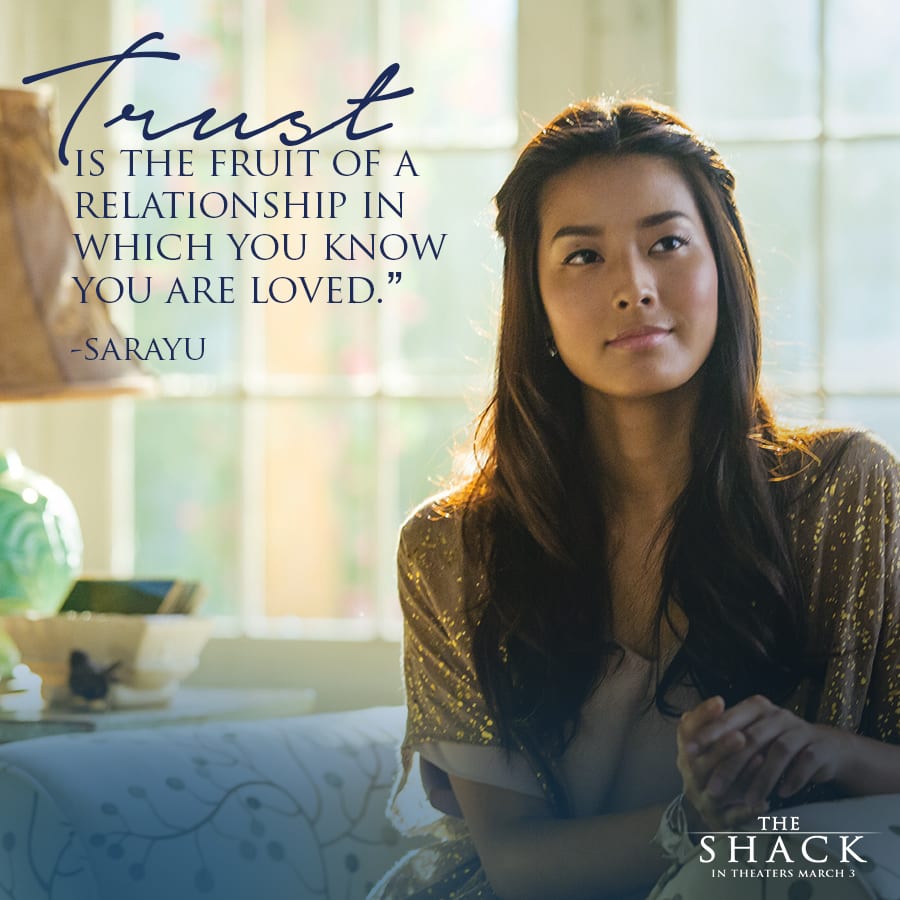 Trust
IS THE FRUIT OF A
RELATIONSHIP IN
WHICH YOU KNOW
YOU ARE LOVED.”
-SARAYU
THE
SHACK
IN THEATERS MARCH 3